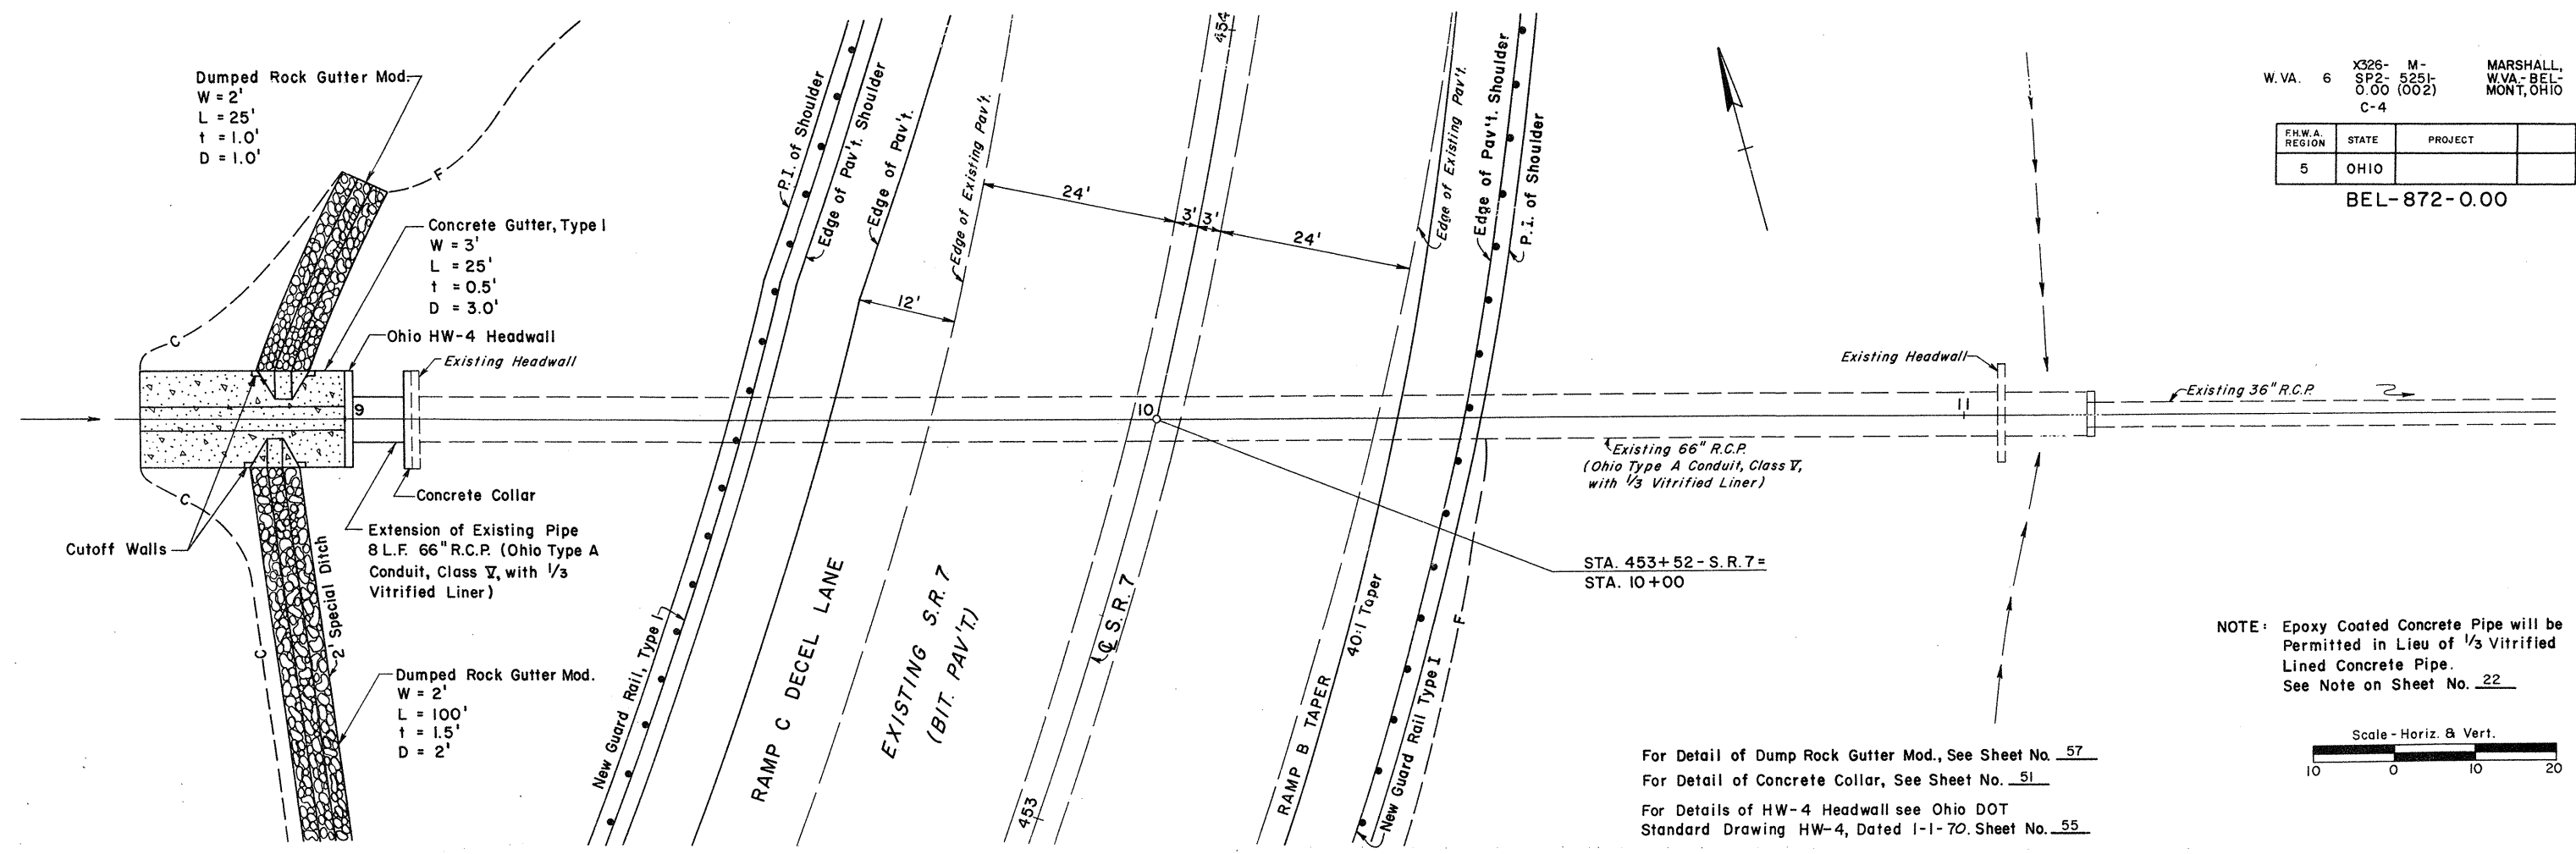 Dumped Rock Gutter Mod.
W = 2'
L = 25'
t = 1.0'
D = 1.0'
F
Concrete Gutter, Type I
W = 3'
L = 25'
t = 0.5'
D = 3.0'
C
Ohio HW-4 Headwall
Existing Headwall
9
C
Concrete Collar
Cutoff Walls
Extension of Existing Pipe
8 L.F. 66" R.C.P. (Ohio Type A
Conduit, Class V, with 1/3
Vitrified Liner)
C
2' Special Ditch
Dumped Rock Gutter Mod.
W = 2'
L = 100'
t = 1.5'
D = 2'
P.I. of Shoulder
Edge of Pav't. Shoulder
Edge of Pav't.
Edge of Existing Pav't.
24'
3'
3'
24'
12'
454
Edge of Existing Pav't.
Edge of Pav't. Shoulder
P.I. of Shoulder
10
New Guard Rail, Type I
RAMP C DECEL LANE
EXISTING S.R. 7
(BIT. PAV'T.)
453
℄ S.R. 7
RAMP B TAPER
40:1 Taper
New Guard Rail Type I
F
Existing Headwall
11
Existing 36" R.C.P.
Existing 66" R.C.P.
(Ohio Type A Conduit, Class V,
with 1/3 Vitrified Liner)
STA. 453+52 - S.R. 7 =
STA. 10+00
W. VA. 6
X326-
SP2-
0.00
C-4
M-
5251-
(002)
MARSHALL,
W.VA.-BEL-
MONT, OHIO
F.H.W.A.
REGION
STATE
PROJECT
5
OHIO
BEL-872-0.00
NOTE: Epoxy Coated Concrete Pipe will be
Permitted in Lieu of 1/3 Vitrified
Lined Concrete Pipe.
See Note on Sheet No. 22
Scale - Horiz. & Vert.
10 0 10 20
For Detail of Dump Rock Gutter Mod., See Sheet No. 57
For Detail of Concrete Collar, See Sheet No. 51
For Details of HW-4 Headwall see Ohio DOT
Standard Drawing HW-4, Dated 1-1-70. Sheet No. 55